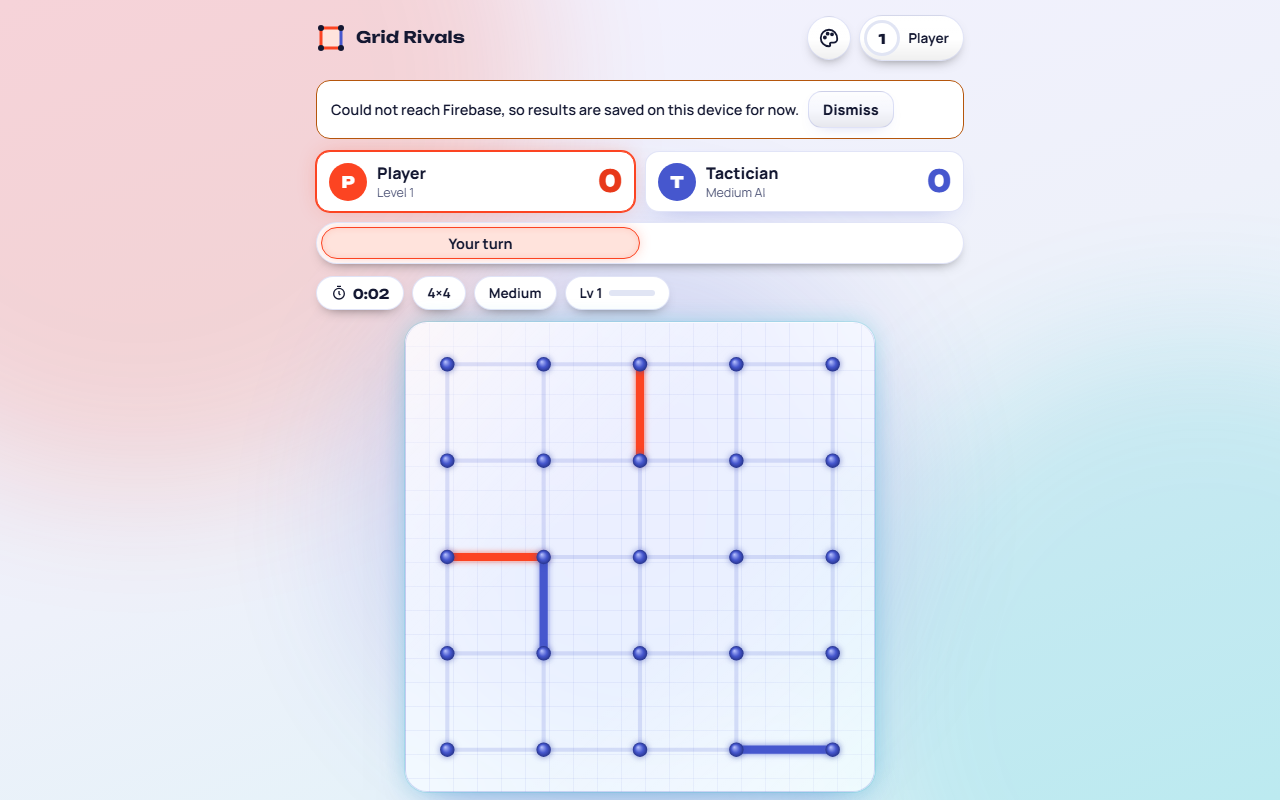 Grid Rivals
1 Player
Could not reach Firebase, so results are saved on this device for now. Dismiss
P Player 0
Level 1
T Tactician 0
Medium AI
Your turn
0:02 4×4 Medium Lv 1